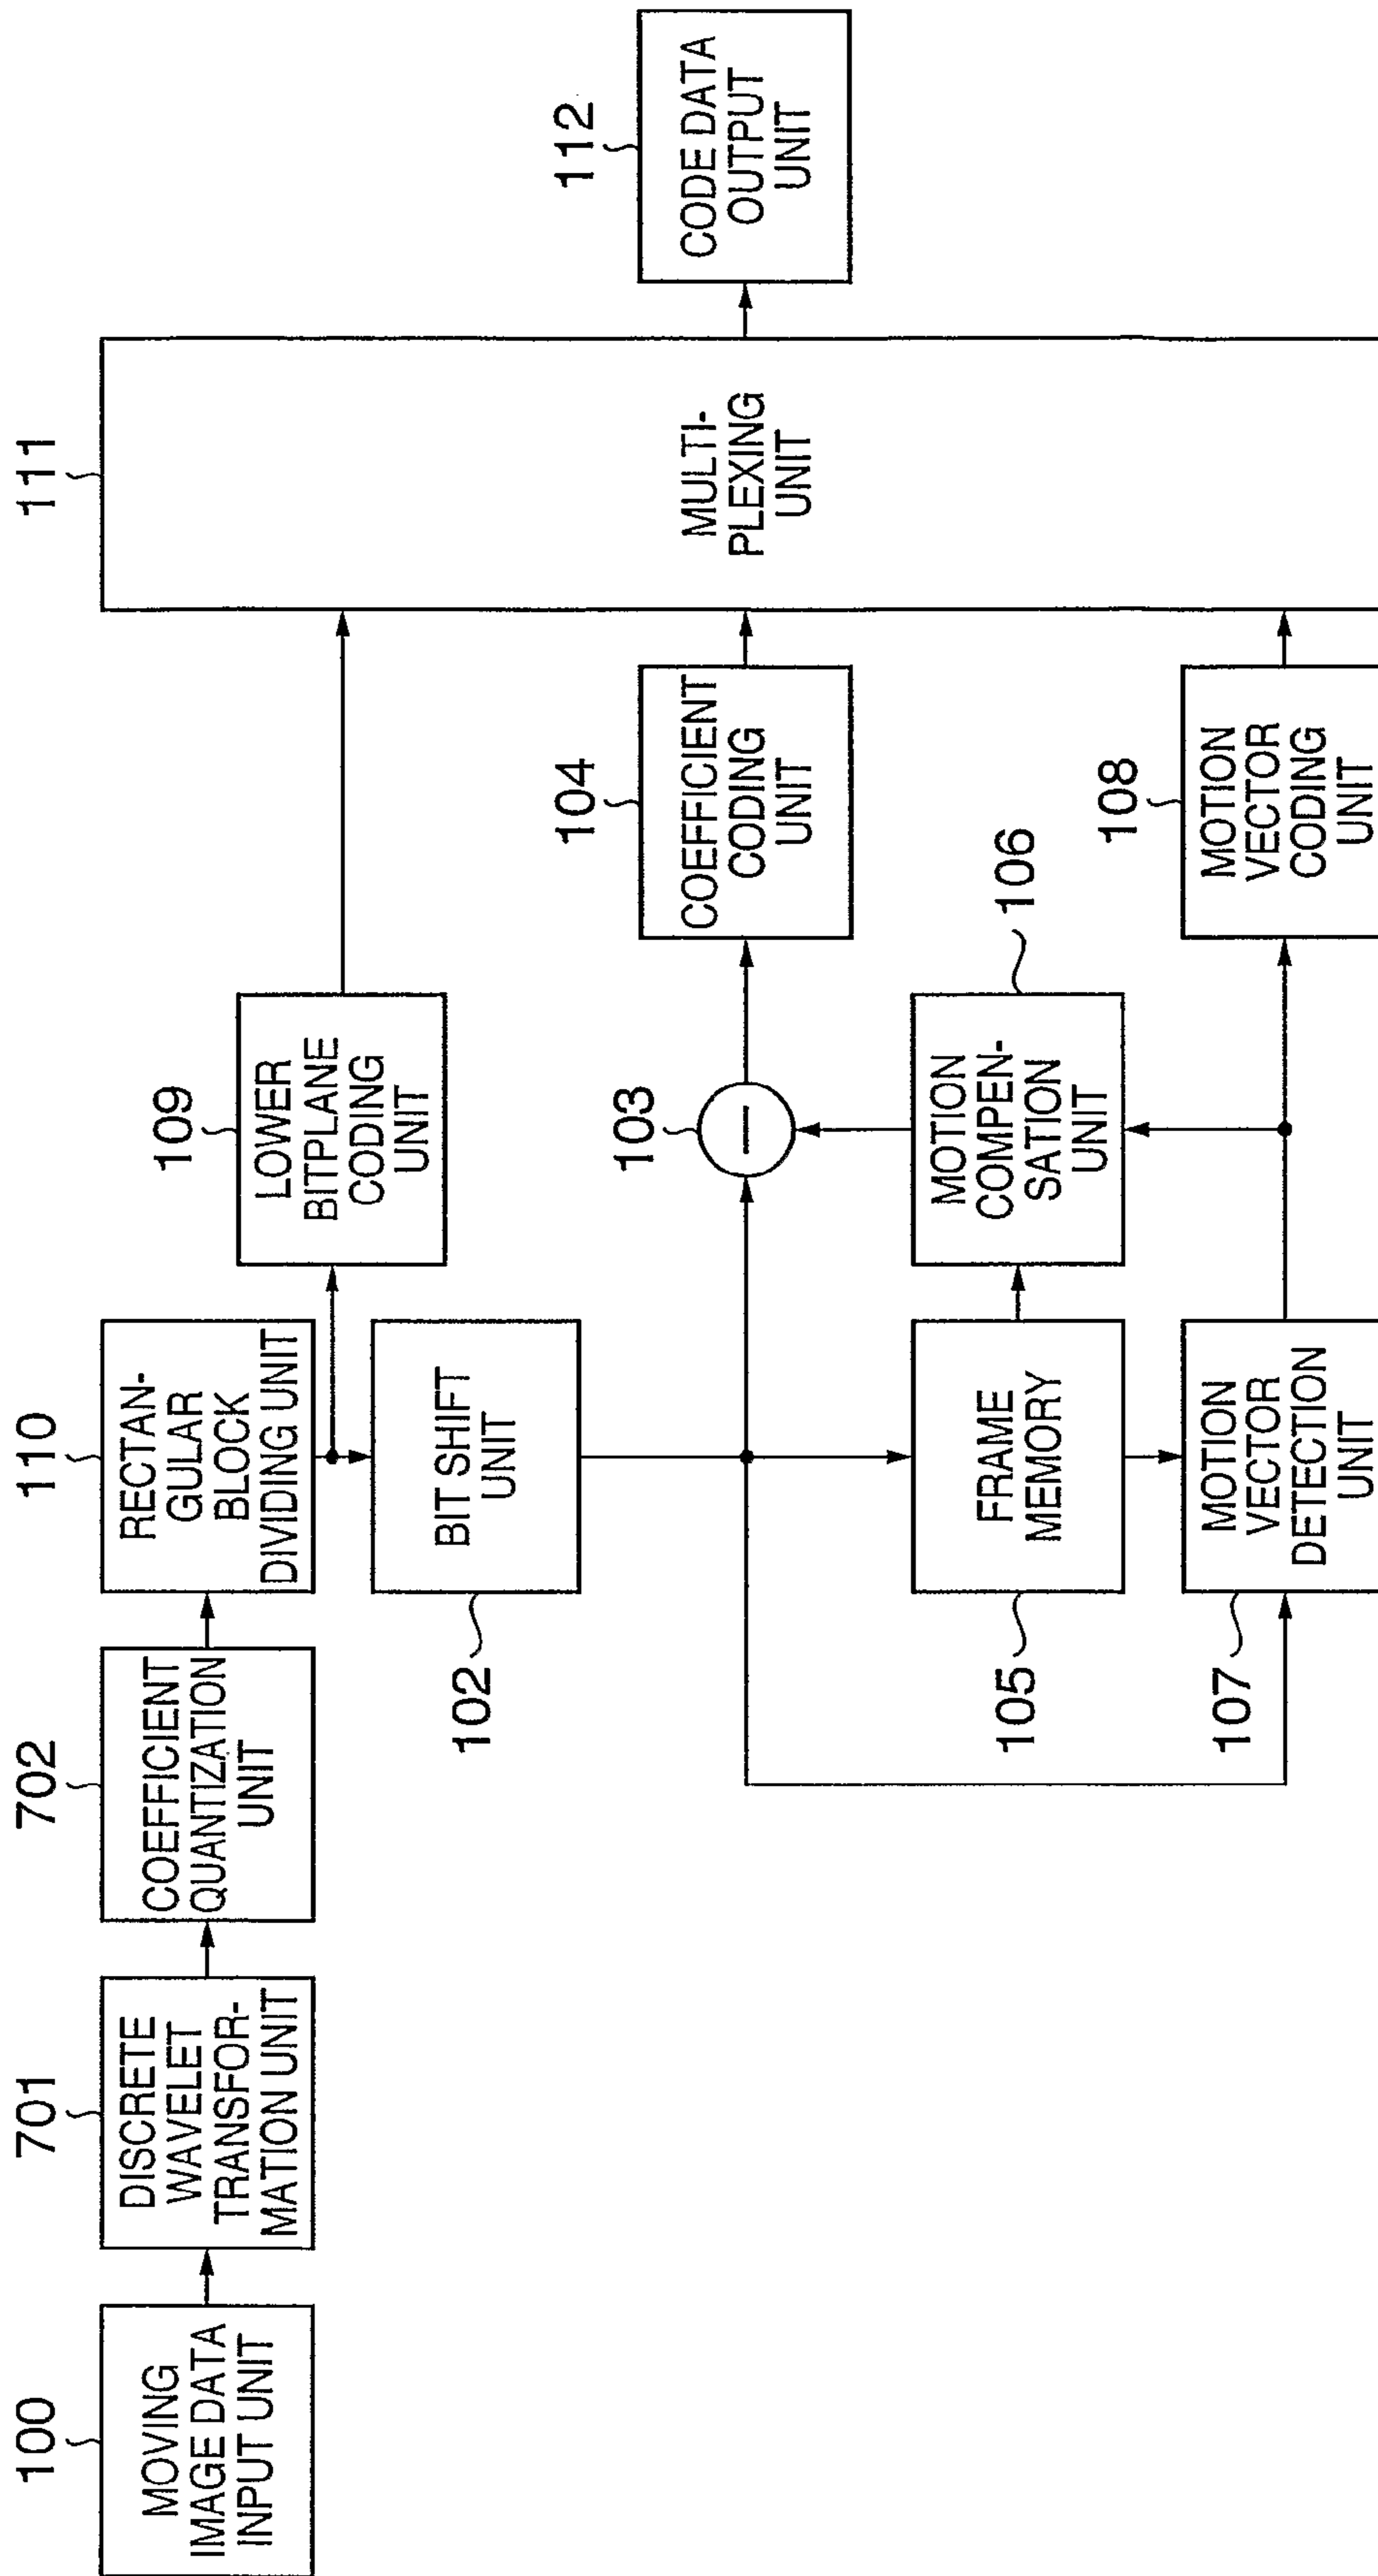 100
MOVING
IMAGE DATA
INPUT UNIT
701
DISCRETE
WAVELET
TRANSFOR-
MATION UNIT
702
COEFFICIENT
QUANTIZATION
UNIT
110
RECTAN-
GULAR
BLOCK
DIVIDING UNIT
109
LOWER
BITPLANE
CODING
UNIT
102
BIT SHIFT
UNIT
103
104
COEFFICIENT
CODING
UNIT
105
FRAME
MEMORY
106
MOTION
COMPEN-
SATION
UNIT
107
MOTION
VECTOR
DETECTION
UNIT
108
MOTION
VECTOR
CODING
UNIT
111
MULTI-
PLEXING
UNIT
112
CODE DATA
OUTPUT
UNIT